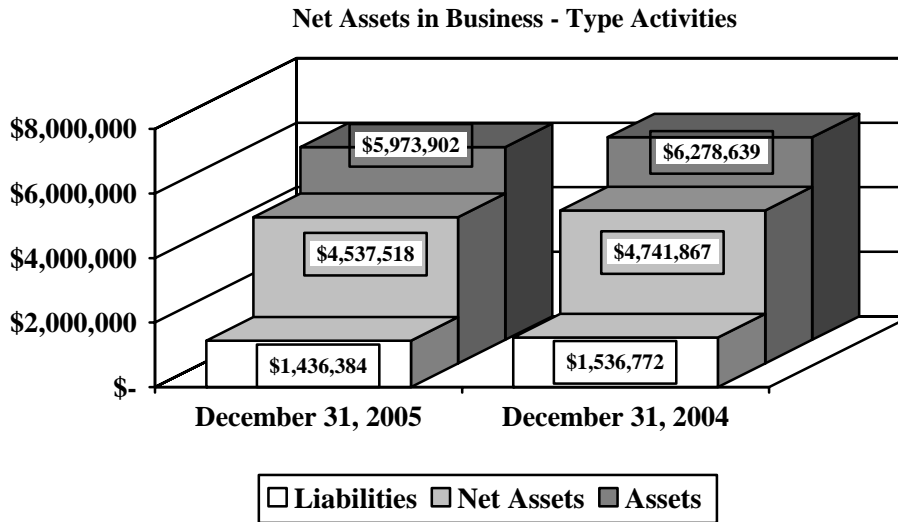 Net Assets in Business - Type Activities
$8,000,000
$6,000,000
$4,000,000
$2,000,000
$-
$5,973,902
$6,278,639
$4,537,518
$4,741,867
$1,436,384
$1,536,772
December 31, 2005
December 31, 2004
Liabilities
Net Assets
Assets